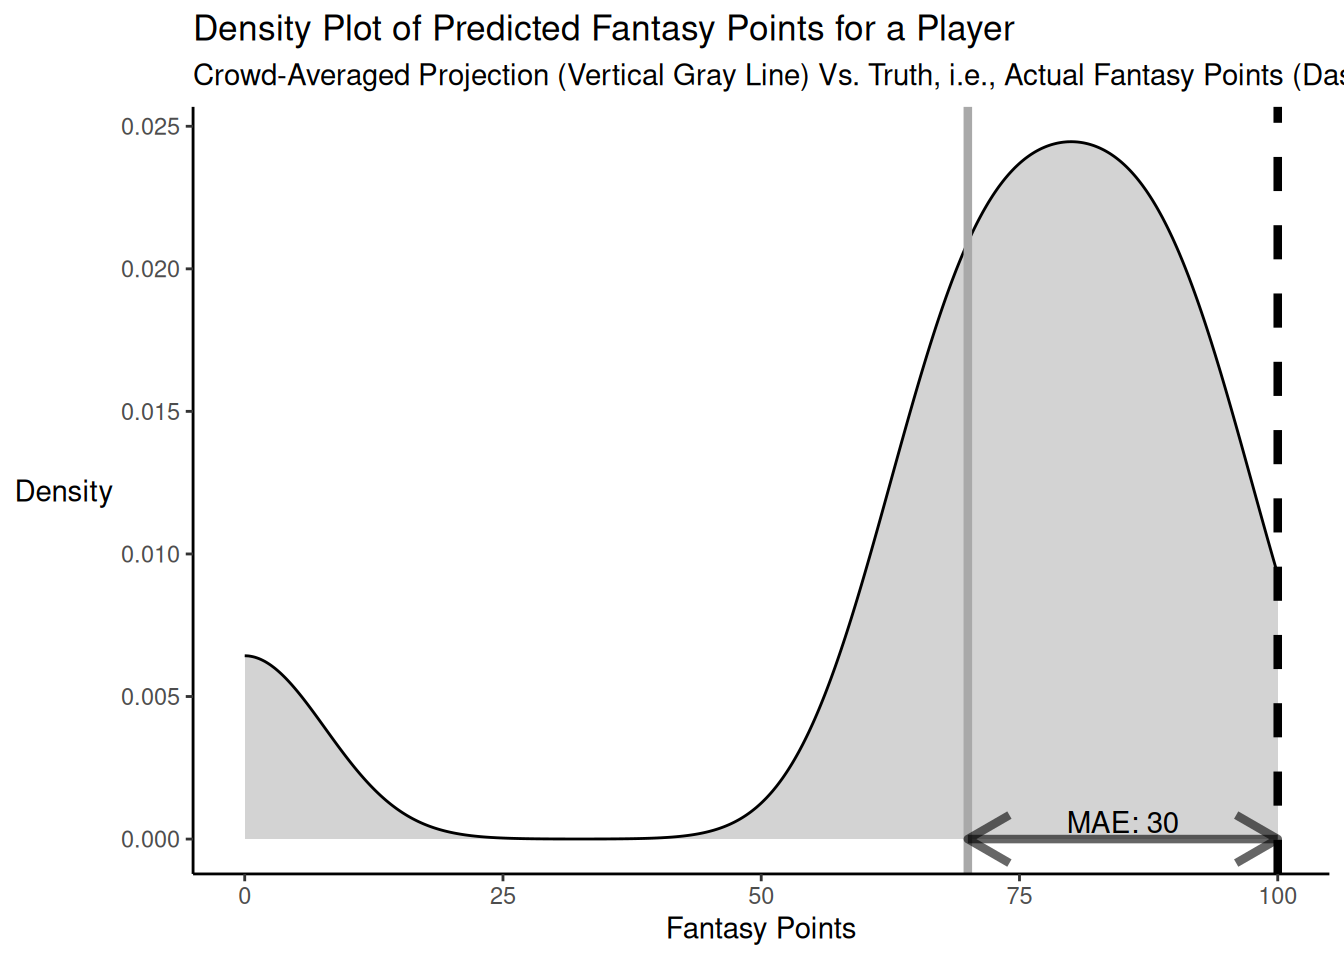 Density Plot of Predicted Fantasy Points for a Player
Crowd-Averaged Projection (Vertical Gray Line) Vs. Truth, i.e., Actual Fantasy Points (Das
0.025
0.020
0.015
Density
0.010
0.005
0.000
MAE: 30
0 25 50 75 100
Fantasy Points